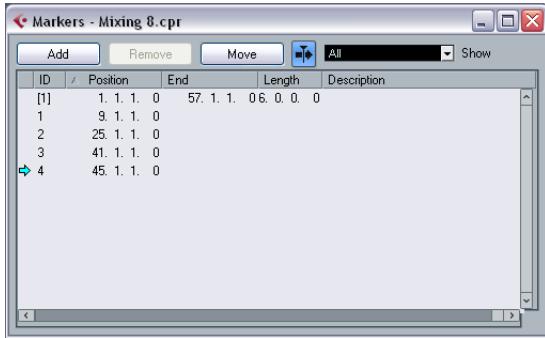 Markers - Mixing 8.cpr
Add Remove Move All Show
ID Position End Length Description
[1] 1. 1. 1. 0 57. 1. 1. 0 6. 0. 0. 0
1 9. 1. 1. 0
2 25. 1. 1. 0
3 41. 1. 1. 0
4 45. 1. 1. 0